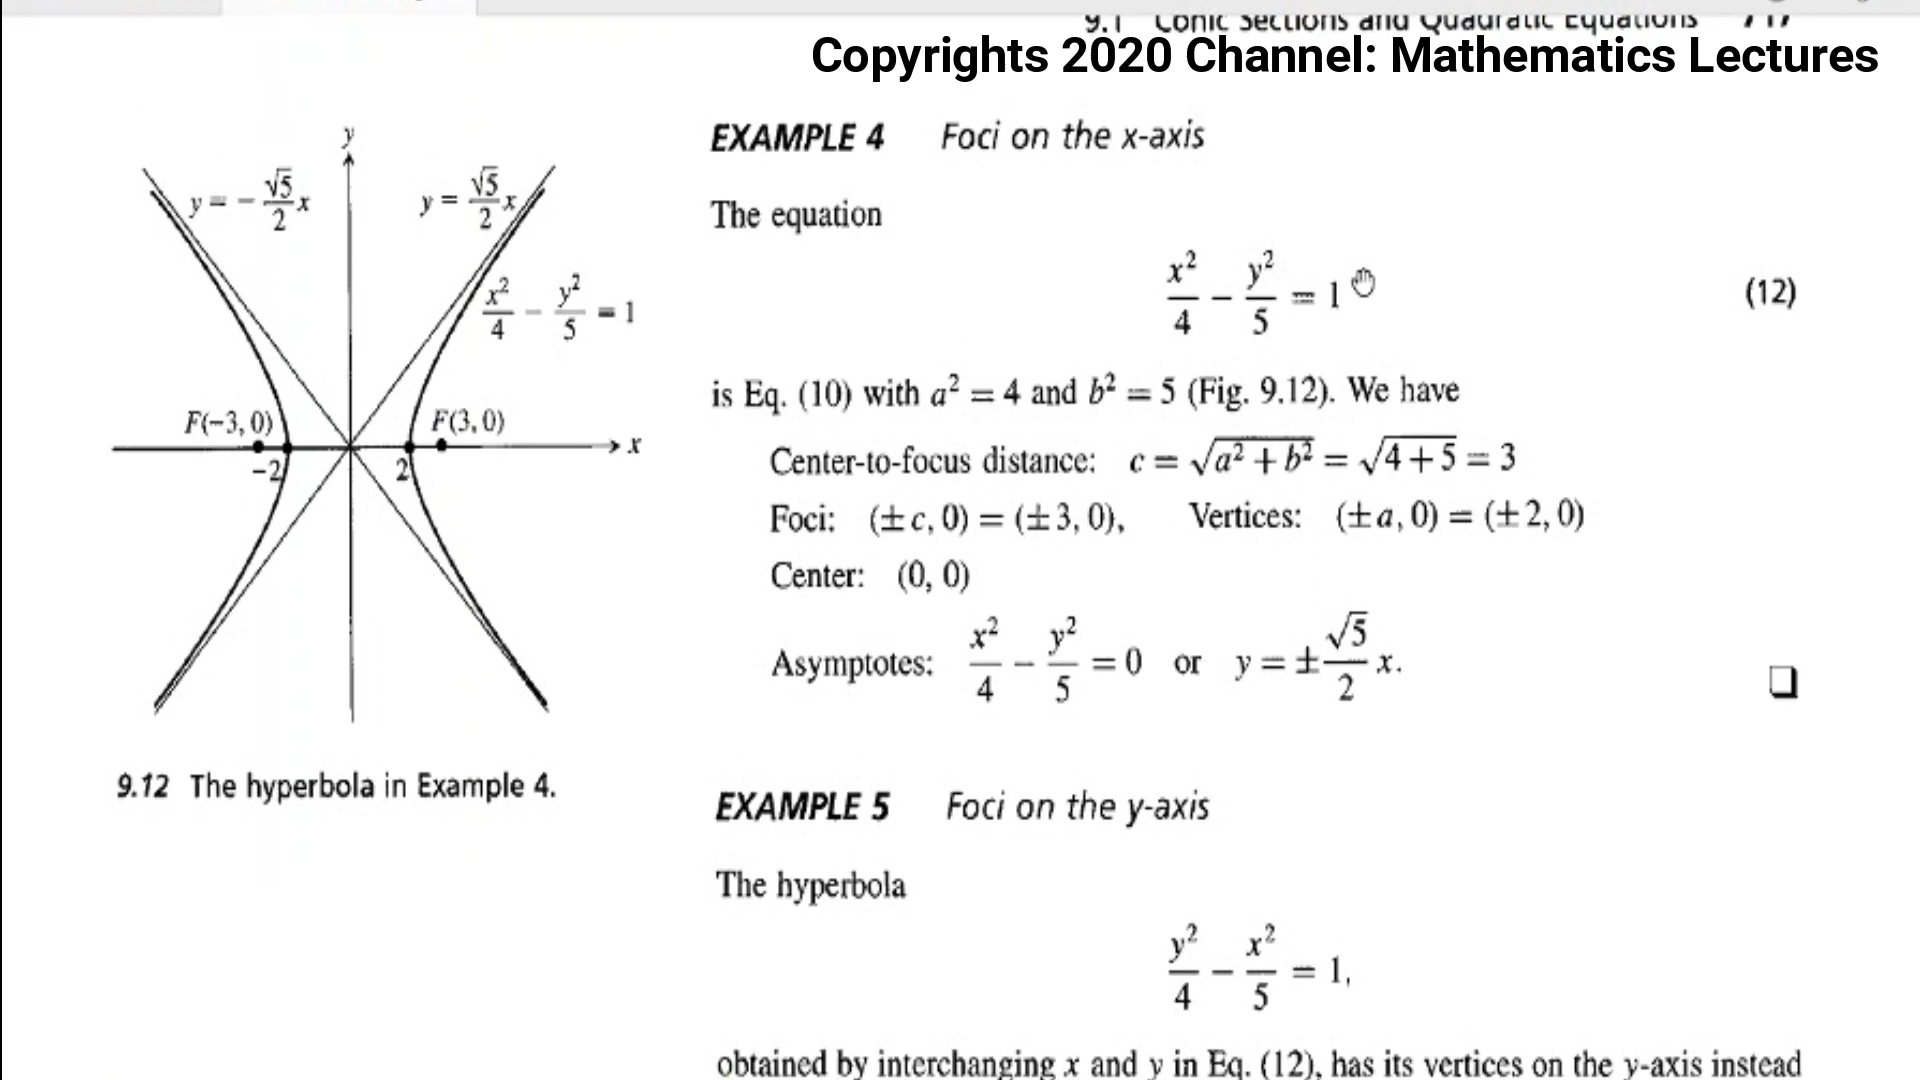 9.1 Conic Sections and Quadratic Equations 717
Copyrights 2020 Channel: Mathematics Lectures
y
y = - √5/2 x
y = √5/2 x
x²/4 - y²/5 = 1
F(-3, 0)
F(3, 0)
x
-2
2
9.12 The hyperbola in Example 4.
EXAMPLE 4 Foci on the x-axis
The equation
x²/4 - y²/5 = 1 (12)
is Eq. (10) with a² = 4 and b² = 5 (Fig. 9.12). We have
Center-to-focus distance: c = √(a² + b²) = √(4 + 5) = 3
Foci: (±c, 0) = (±3, 0), Vertices: (±a, 0) = (±2, 0)
Center: (0, 0)
Asymptotes: x²/4 - y²/5 = 0 or y = ± √5/2 x.
EXAMPLE 5 Foci on the y-axis
The hyperbola
y²/4 - x²/5 = 1,
obtained by interchanging x and y in Eq. (12), has its vertices on the y-axis instead